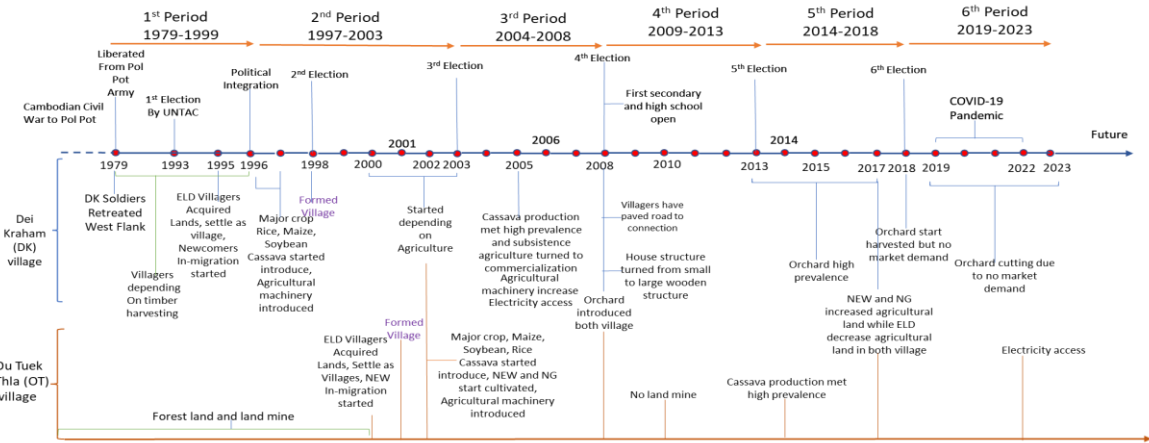 1st Period
1979-1999
2nd Period
1997-2003
3rd Period
2004-2008
4th Period
2009-2013
5th Period
2014-2018
6th Period
2019-2023
Liberated
From Pol
Pot
Army
Cambodian Civil
War to Pol Pot
1st Election
By UNTAC
Political
Integration
2nd Election
3rd Election
4th Election
First secondary
and high school
open
5th Election
6th Election
COVID-19
Pandemic
Future
2001
2006
2014
1979
1993
1995
1996
1998
2000
2002
2003
2005
2008
2010
2013
2015
2017
2018
2019
2022
2023
Dei
Kraham
(DK)
village
DK Soldiers
Retreated
West Flank
Villagers
depending
On timber
harvesting
ELD Villagers
Acquired
Lands, settle as
village,
Newcomers
In-migration
started
Formed
Village
Major crop
Rice, Maize,
Soybean
Cassava started
introduce,
Agricultural
machinery
introduced
Started
depending
on
Agriculture
Cassava production
met high prevalence
and subsistence
agriculture turned to
commercialization
Agricultural
machinery increase
Electricity access
Villagers have
paved road to
connection
House structure
turned from small
to large wooden
structure
Orchard
introduced
both village
Orchard high
prevalence
Orchard start
harvested but no
market demand
NEW and NG
increased agricultural
land while ELD
decrease agricultural
land in both village
Orchard cutting due
to no market
demand
Du Tuek
Thla (OT)
village
Forest land and land mine
ELD Villagers
Acquired
Lands, Settle as
Villages, NEW
In-migration
started
Formed
Village
Major crop, Maize,
Soybean, Rice
Cassava started
introduce, NEW and NG
start cultivated,
Agricultural machinery
introduced
No land mine
Cassava production met
high prevalence
Electricity access